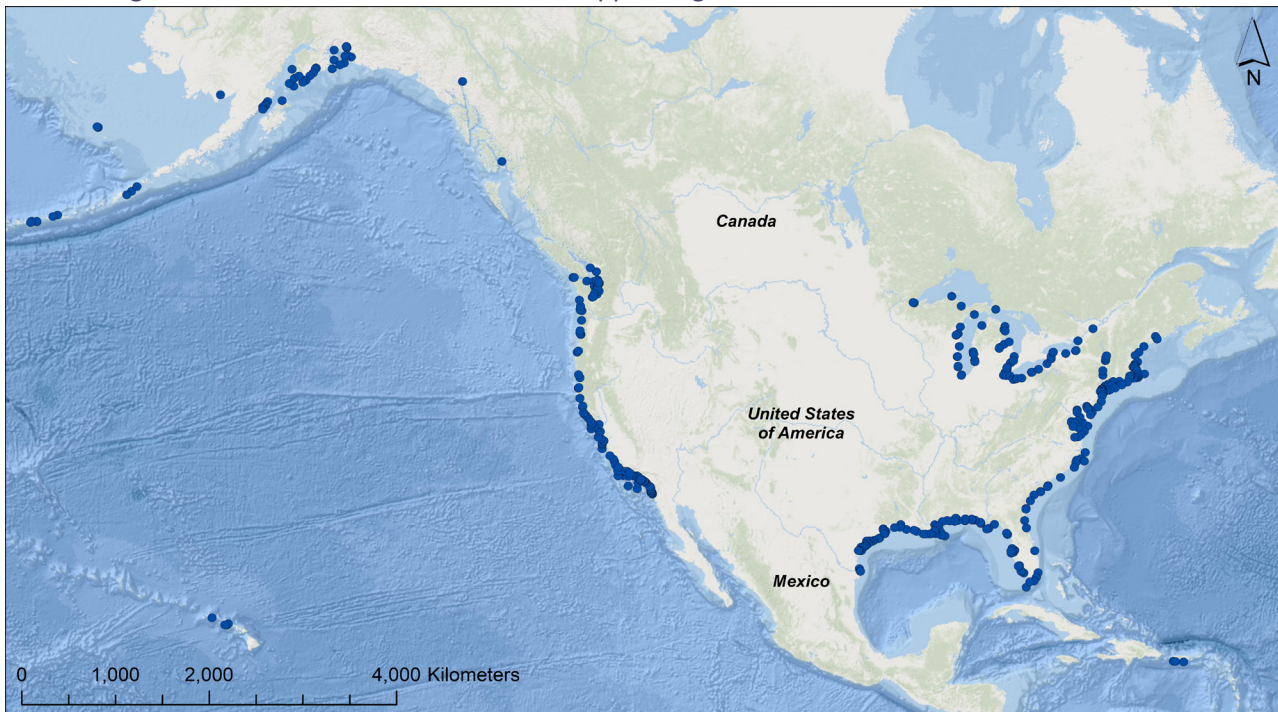 N
Canada
United States
of America
Mexico
0 1,000 2,000 4,000 Kilometers